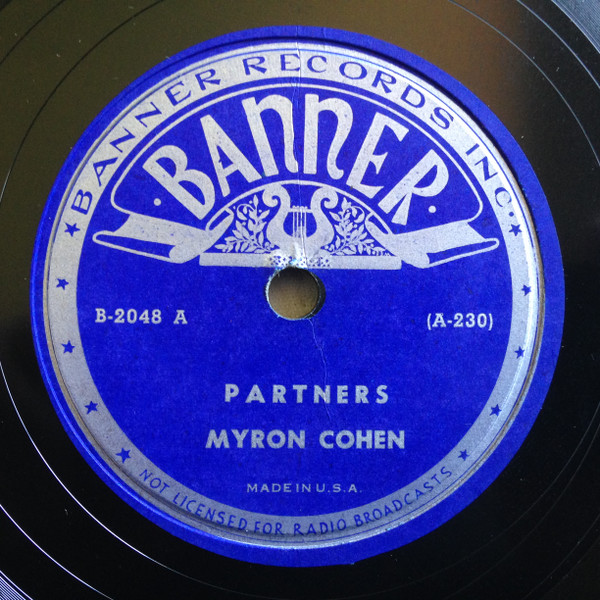 BANNER RECORDS INC.
BANNER
B-2048 A
(A-230)
PARTNERS
MYRON COHEN
MADE IN U.S.A.
NOT LICENSED FOR RADIO BROADCASTS